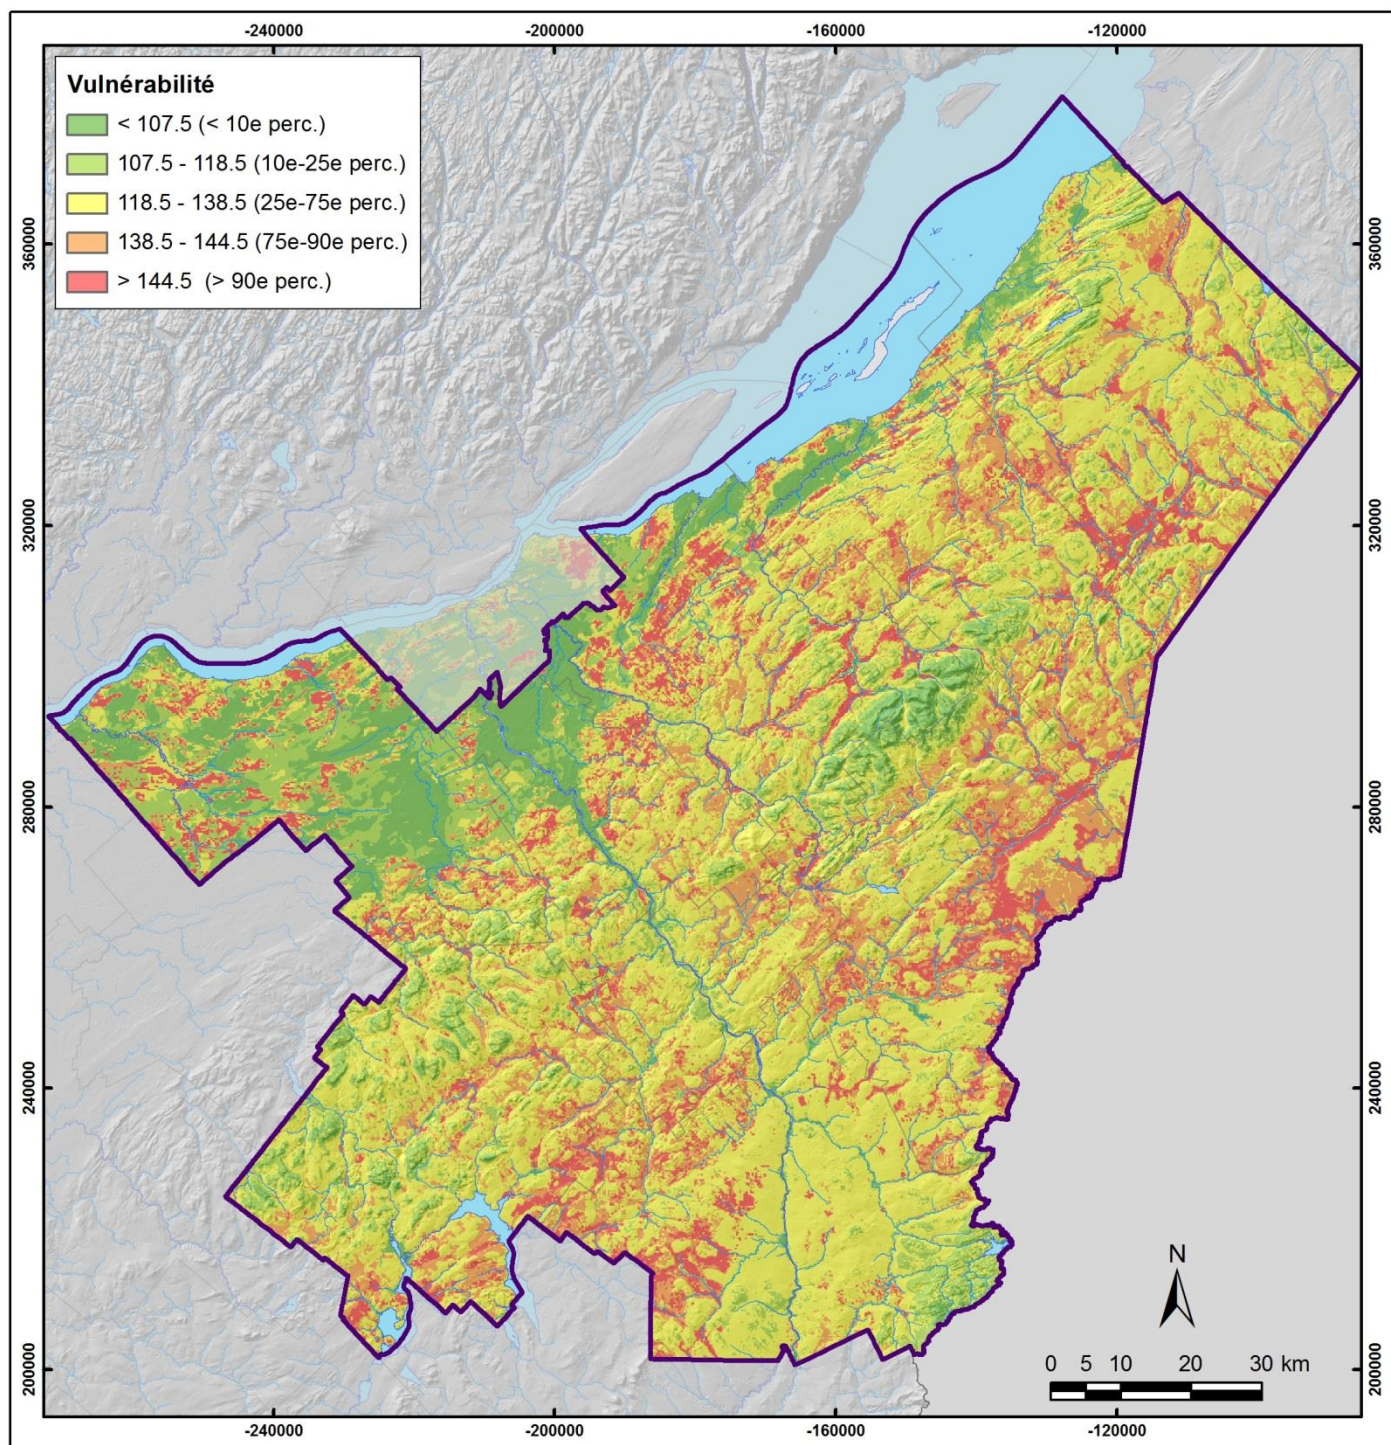 -240000 -200000 -160000 -120000
Vulnérabilité
< 107.5 (< 10e perc.)
107.5 - 118.5 (10e-25e perc.)
118.5 - 138.5 (25e-75e perc.)
138.5 - 144.5 (75e-90e perc.)
> 144.5 (> 90e perc.)
360000 360000
320000 320000
280000 280000
240000 240000
N
0 5 10 20 30 km
200000 200000
-240000 -200000 -160000 -120000